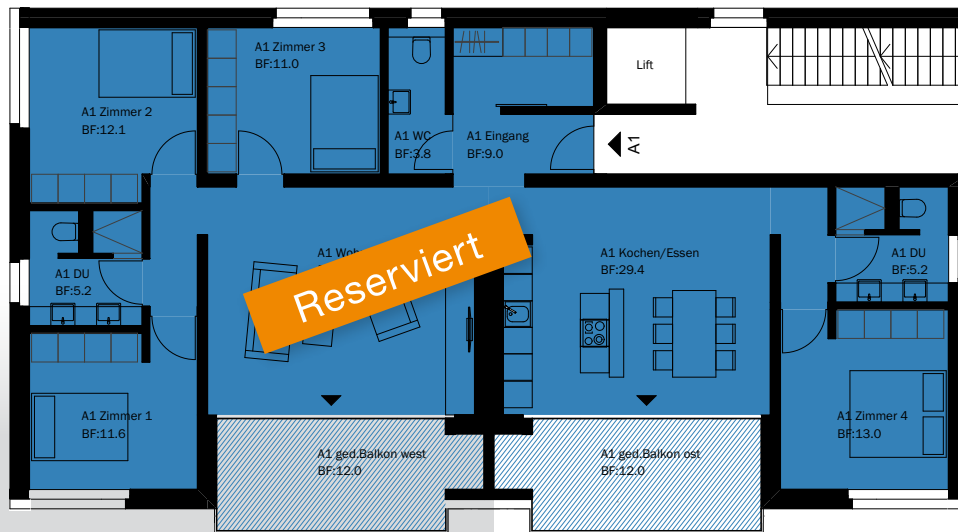 A1 Zimmer 3
BF:11.0
Lift
A1 Zimmer 2
BF:12.1
A1 WC
BF:3.8
A1 Eingang
BF:9.0
A1
A1
A1 Kochen/Essen
BF:29.4
Reserviert
A1 DU
BF:5.2
A1 DU
BF:5.2
A1 Zimmer 1
BF:11.6
A1 Zimmer 4
BF:13.0
A1 ged.Balkon west
BF:12.0
A1 ged.Balkon ost
BF:12.0